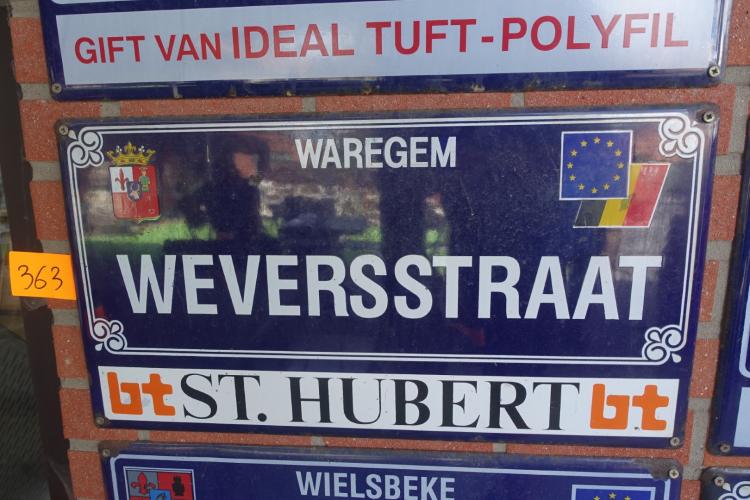 GIFT VAN IDEAL TUFT-POLYFIL
WAREGEM
363
WEVERSSTRAAT
bt ST. HUBERT bt
WIELSBEKE